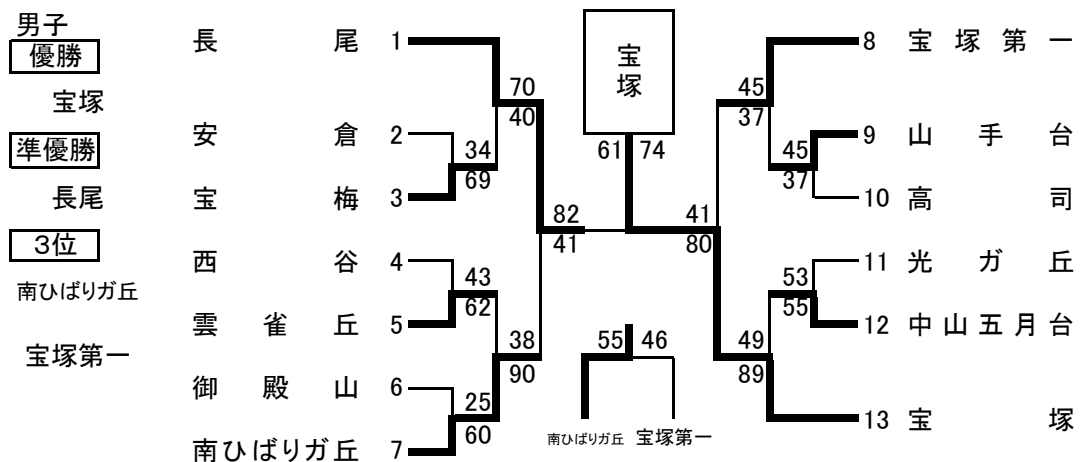 男子
優勝
宝塚
準優勝
長尾
3位
南ひばりガ丘
宝塚第一
長尾 1
安倉 2
宝梅 3
西谷 4
雲雀丘 5
御殿山 6
南ひばりガ丘 7
70
40
34
69
43
62
38
90
25
60
82
41
宝塚
61 74
55 46
南ひばりガ丘 宝塚第一
41
80
45
37
45
37
53
55
49
89
8 宝塚第一
9 山手台
10 高司
11 光ガ丘
12 中山五月台
13 宝塚